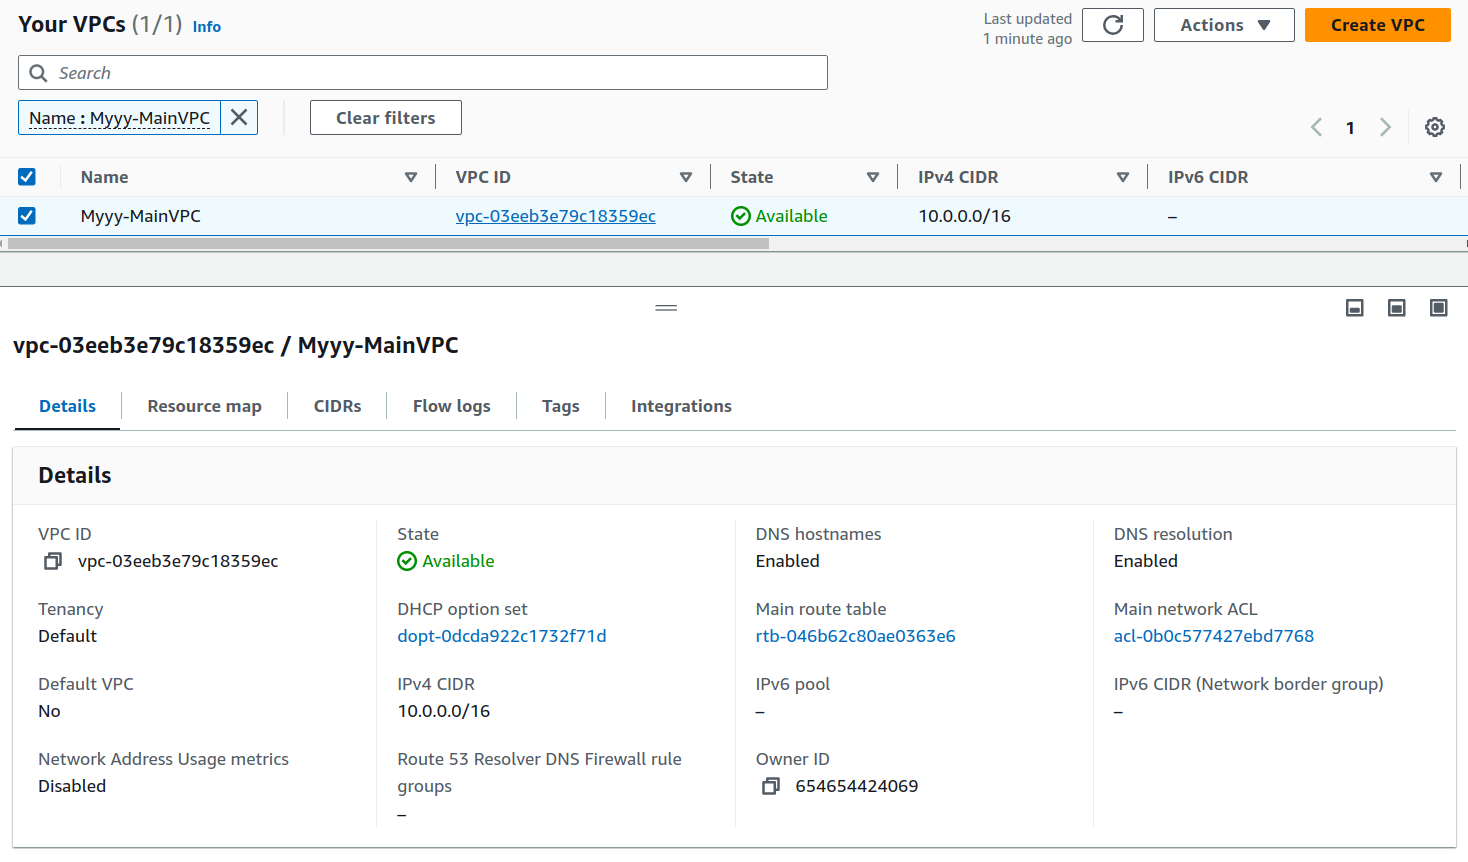 Your VPCs (1/1) Info
Last updated
1 minute ago
Actions
Create VPC
Search
Name : Myyy-MainVPC
Clear filters
1
Name VPC ID State IPv4 CIDR IPv6 CIDR
Myyy-MainVPC vpc-03eeb3e79c18359ec Available 10.0.0.0/16 –
vpc-03eeb3e79c18359ec / Myyy-MainVPC
Details Resource map CIDRs Flow logs Tags Integrations
Details
VPC ID State DNS hostnames DNS resolution
vpc-03eeb3e79c18359ec Available Enabled Enabled
Tenancy DHCP option set Main route table Main network ACL
Default dopt-0dcda922c1732f71d rtb-046b62c80ae0363e6 acl-0b0c577427ebd7768
Default VPC IPv4 CIDR IPv6 pool IPv6 CIDR (Network border group)
No 10.0.0.0/16 – –
Network Address Usage metrics Route 53 Resolver DNS Firewall rule Owner ID
Disabled groups 654654424069
–